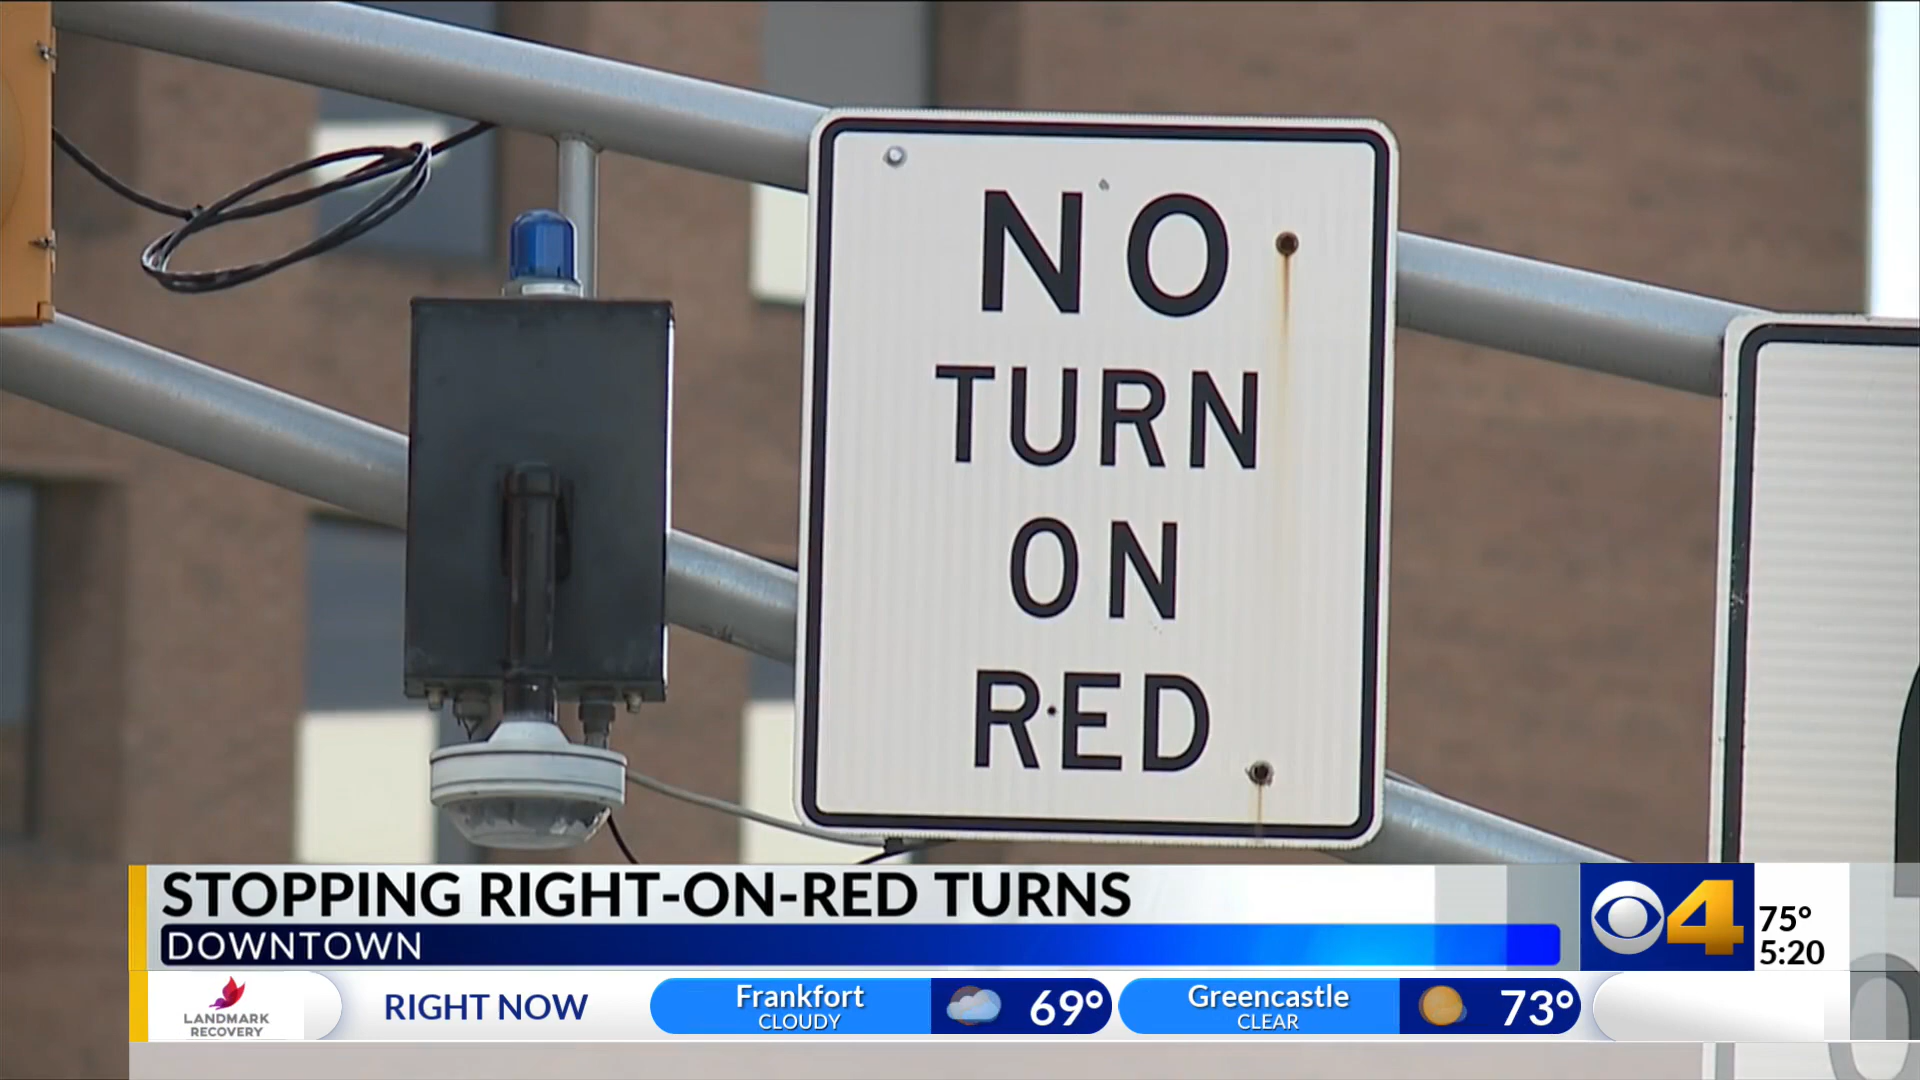 NO
TURN
ON
RED
STOPPING RIGHT-ON-RED TURNS
DOWNTOWN
4
75°
5:20
LANDMARK
RECOVERY
RIGHT NOW
Frankfort
CLOUDY
69°
Greencastle
CLEAR
73°